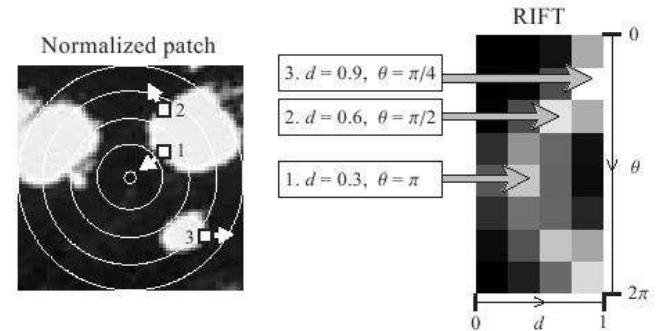 Normalized patch
2
1
3
RIFT
3. d = 0.9, θ = π/4
2. d = 0.6, θ = π/2
1. d = 0.3, θ = π
0
θ
2π
0
d
1